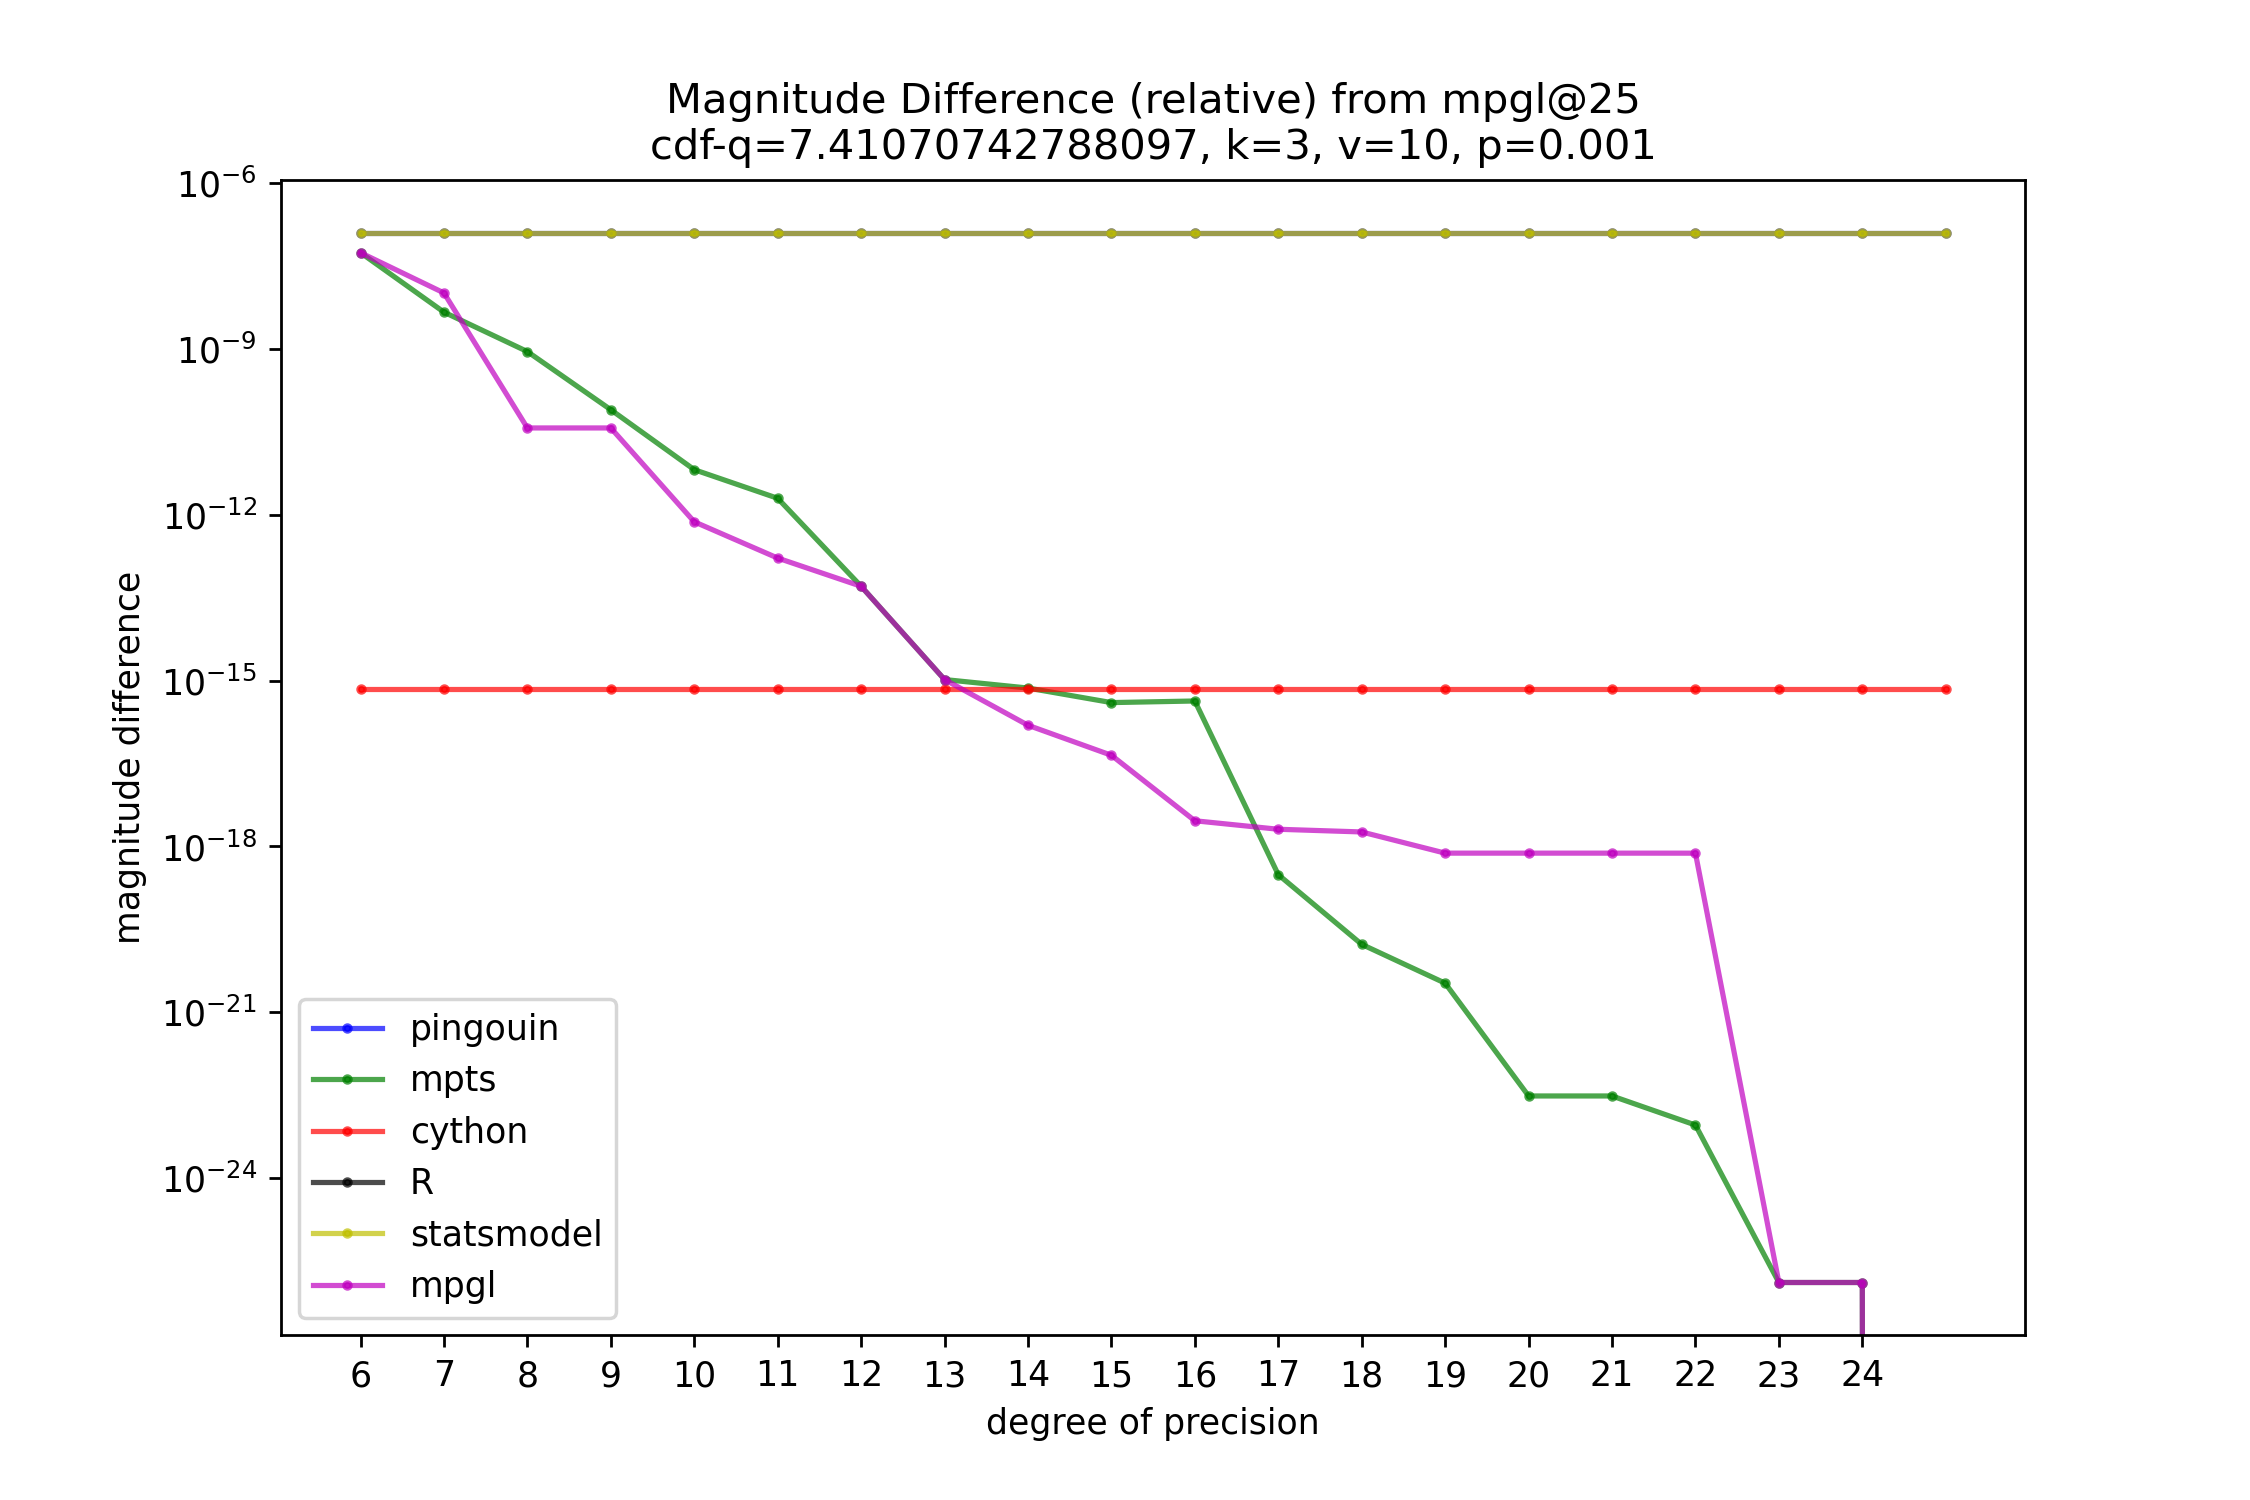 Magnitude Difference (relative) from mpgl@25
cdf-q=7.41070742788097, k=3, v=10, p=0.001
10⁻⁶
10⁻⁹
10⁻¹²
10⁻¹⁵
10⁻¹⁸
10⁻²¹
10⁻²⁴
magnitude difference
pingouin
mpts
cython
R
statsmodel
mpgl
6 7 8 9 10 11 12 13 14 15 16 17 18 19 20 21 22 23 24
degree of precision